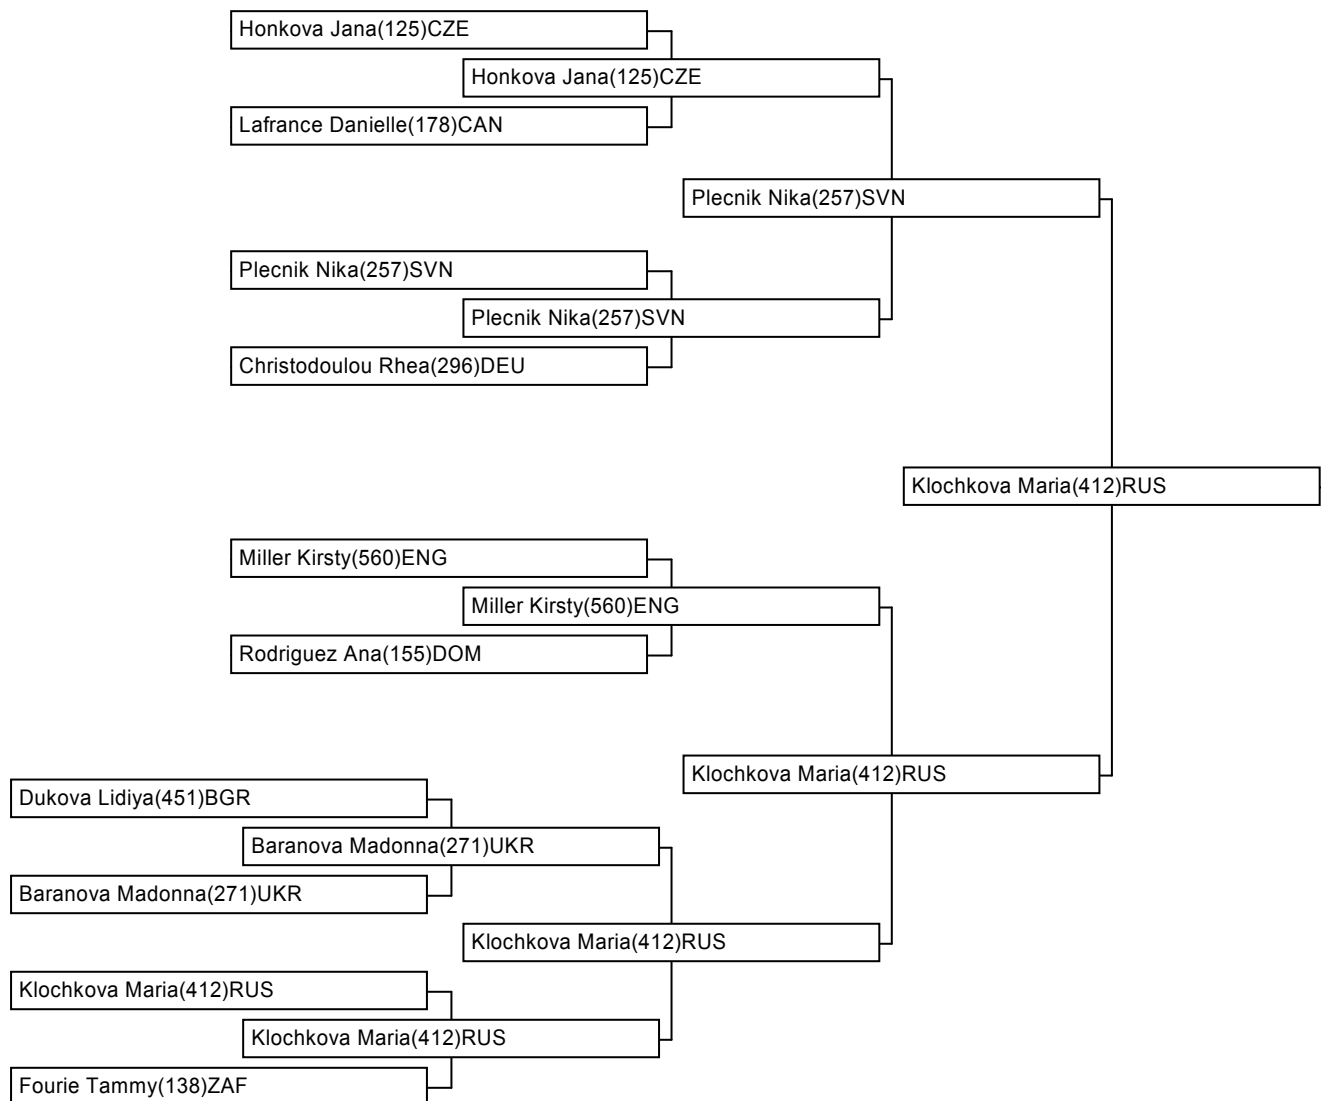 Honkova Jana(125)CZE
Honkova Jana(125)CZE
Lafrance Danielle(178)CAN
Plecnik Nika(257)SVN
Plecnik Nika(257)SVN
Plecnik Nika(257)SVN
Christodoulou Rhea(296)DEU
Klochkova Maria(412)RUS
Miller Kirsty(560)ENG
Miller Kirsty(560)ENG
Rodriguez Ana(155)DOM
Klochkova Maria(412)RUS
Dukova Lidiya(451)BGR
Baranova Madonna(271)UKR
Baranova Madonna(271)UKR
Klochkova Maria(412)RUS
Klochkova Maria(412)RUS
Klochkova Maria(412)RUS
Fourie Tammy(138)ZAF